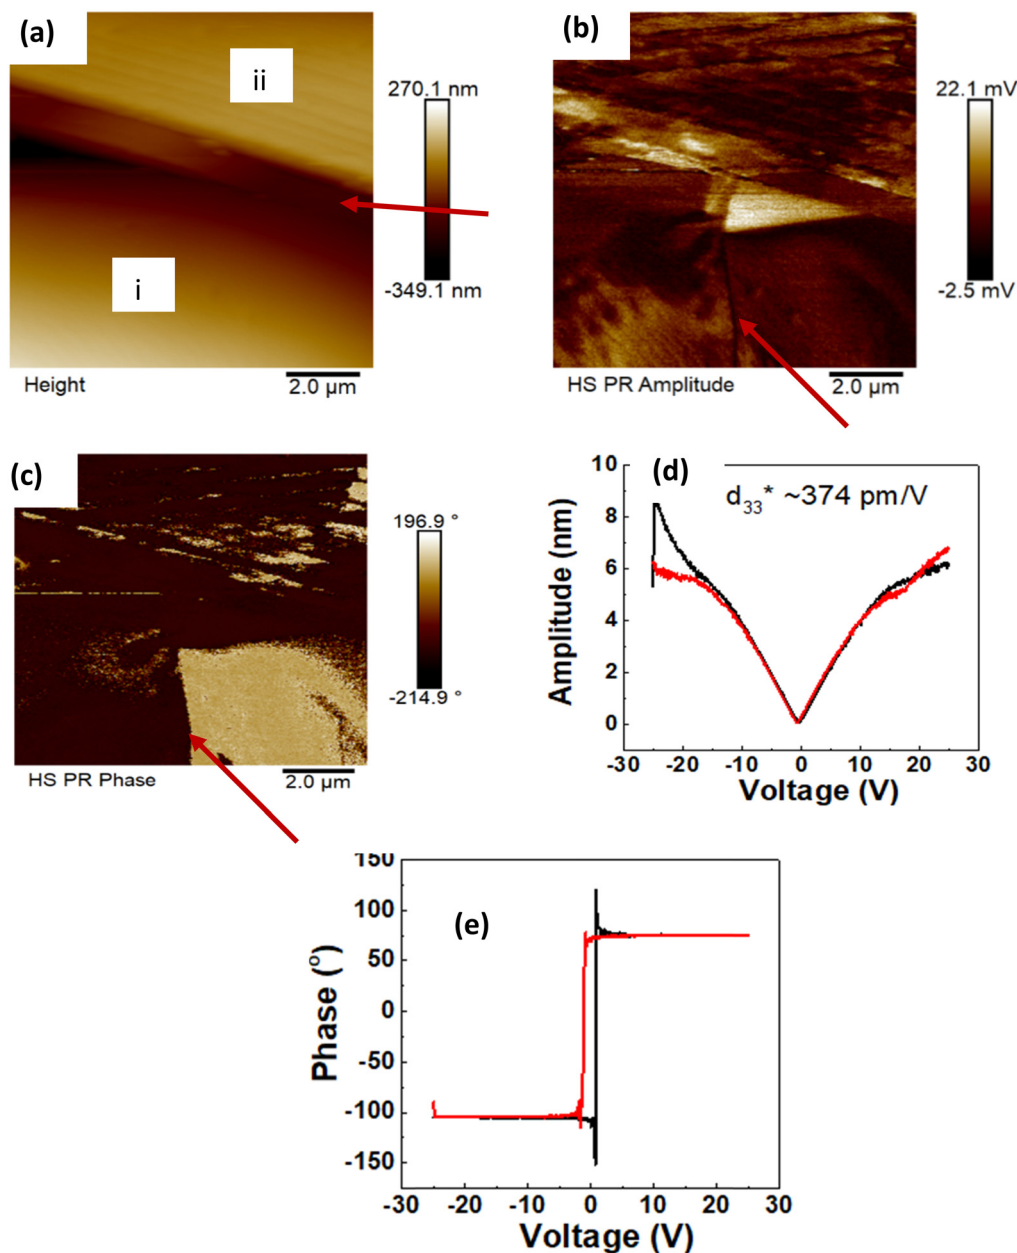 (a)
ii
i
270.1 nm
-349.1 nm
Height
2.0 µm
(b)
22.1 mV
-2.5 mV
HS PR Amplitude
2.0 µm
(c)
196.9 °
-214.9 °
HS PR Phase
2.0 µm
(d)
d33* ~374 pm/V
Amplitude (nm)
10
8
6
4
2
0
-30 -20 -10 0 10 20 30
Voltage (V)
(e)
Phase (°)
150
100
50
0
-50
-100
-150
-30 -20 -10 0 10 20 30
Voltage (V)